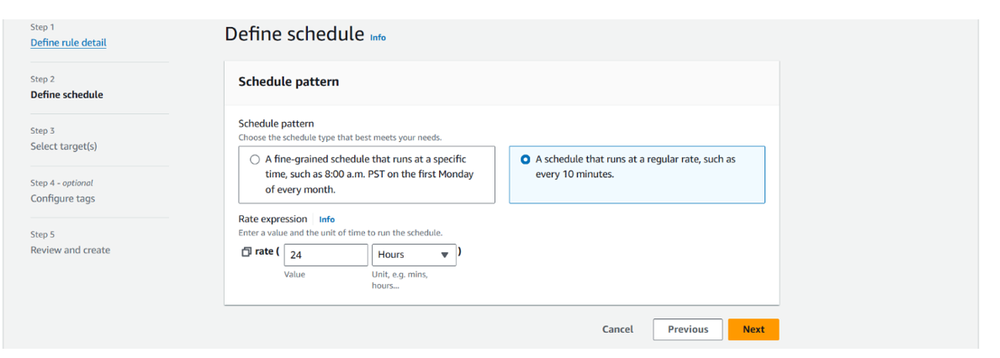 Step 1
Define rule detail
Step 2
Define schedule
Step 3
Select target(s)
Step 4 - optional
Configure tags
Step 5
Review and create
Define schedule Info
Schedule pattern
Schedule pattern
Choose the schedule type that best meets your needs.
A fine-grained schedule that runs at a specific
time, such as 8:00 a.m. PST on the first Monday
of every month.
A schedule that runs at a regular rate, such as
every 10 minutes.
Rate expression Info
Enter a value and the unit of time to run the schedule.
rate ( 24 Hours )
Value Unit, e.g. mins,
hours...
Cancel Previous Next